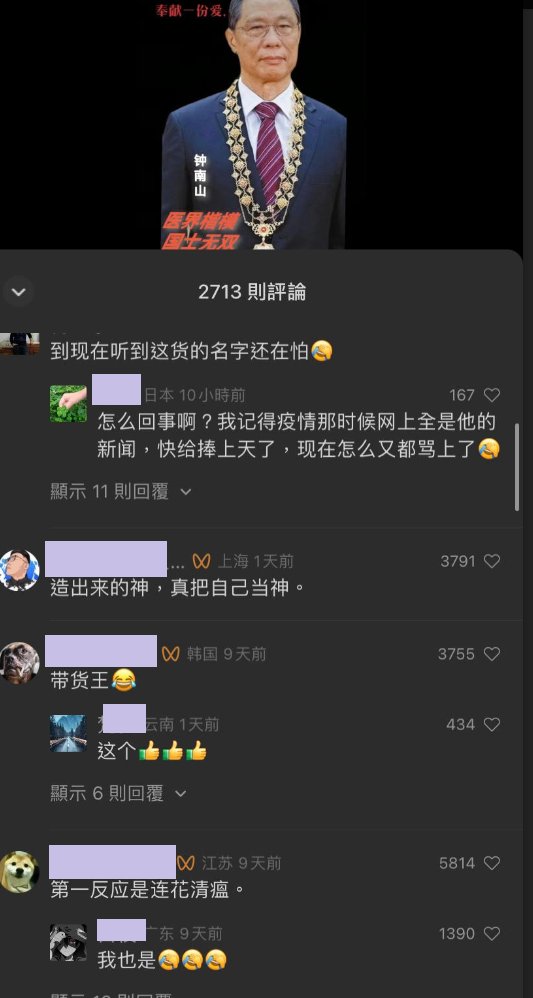 奉献一份爱.
钟南山
医界楷模
国士无双
2713 則評論
到现在听到这货的名字还在怕🤣
日本 10 小時前
167
怎么回事啊？我记得疫情那时候网上全是他的
新闻，快给捧上天了，现在怎么又都骂上了🤣
顯示 11 則回覆
... 上海 1 天前
3791
造出来的神，真把自己当神。
韩国 9 天前
3755
带货王😂
云南 1 天前
434
这个👍👍👍
顯示 6 則回覆
江苏 9 天前
5814
第一反应是连花清瘟。
广东 9 天前
1390
我也是🤣🤣🤣